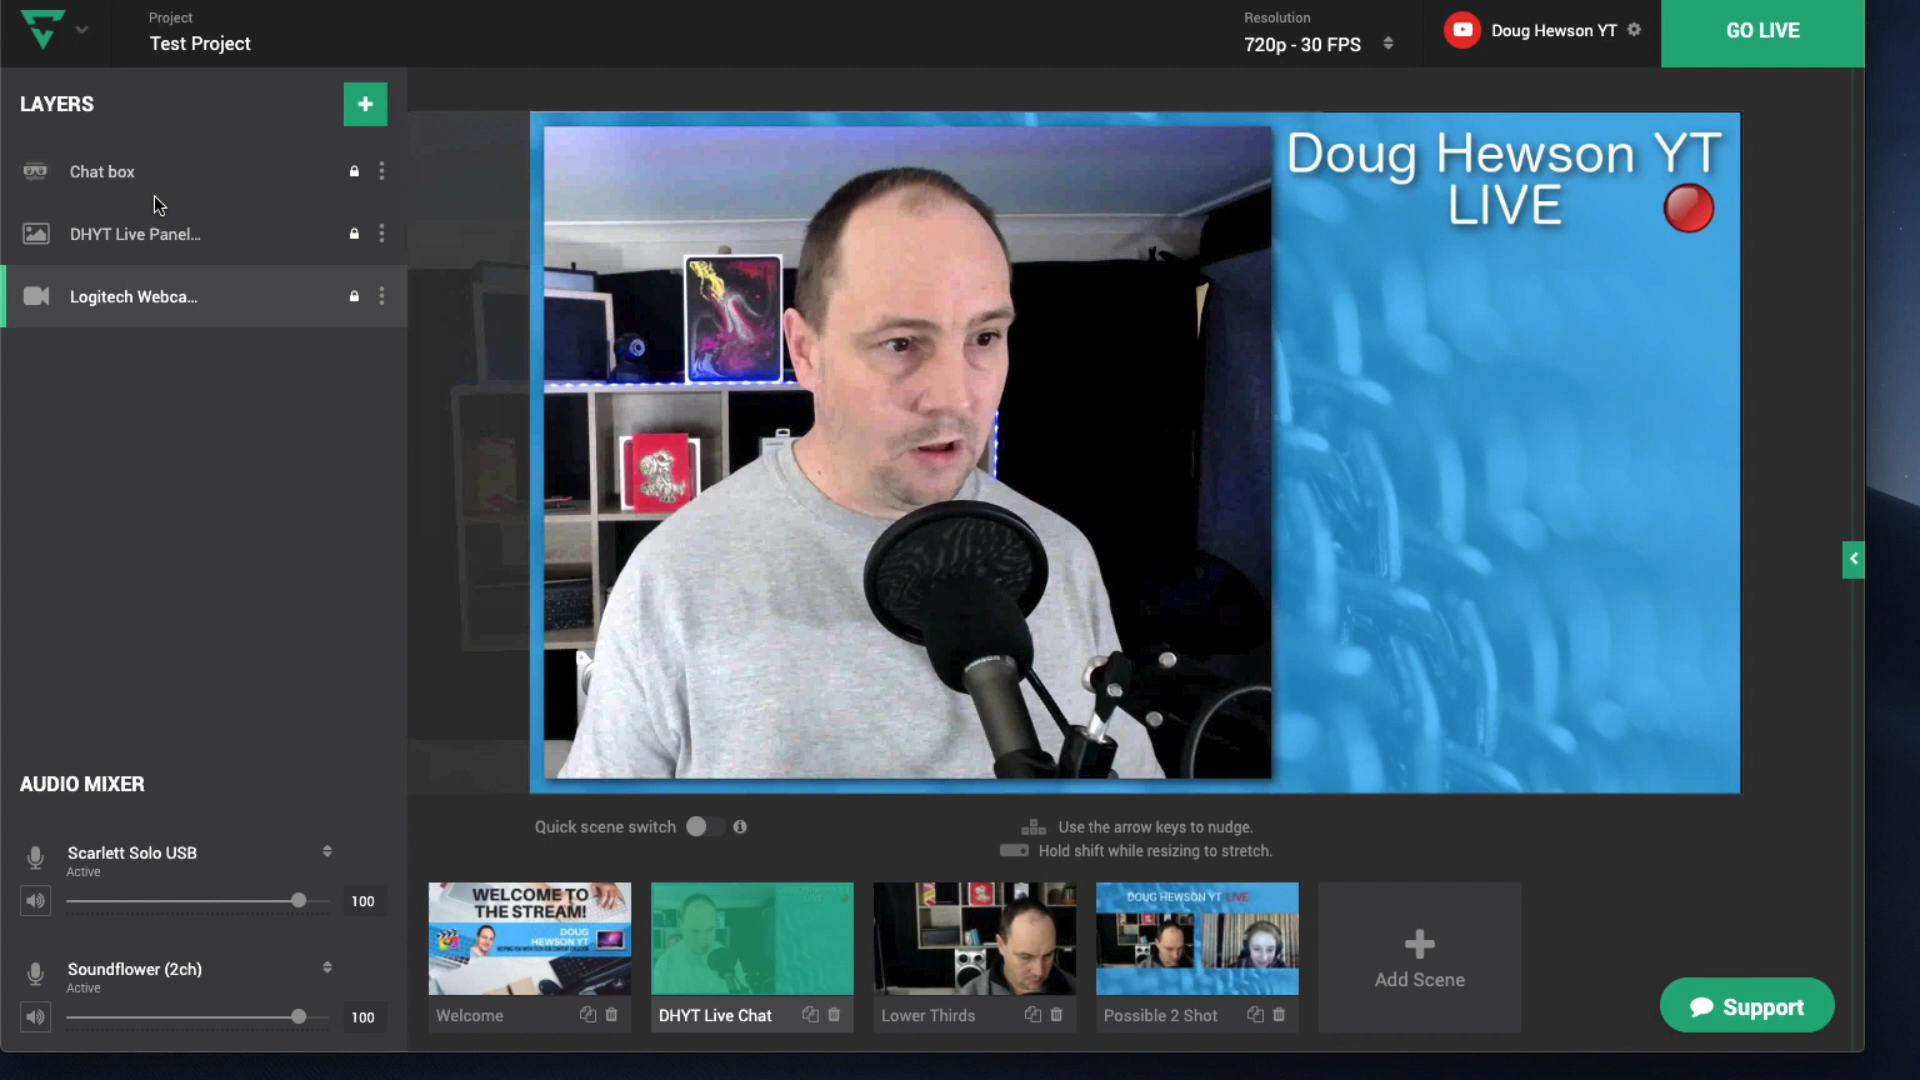 Project
Test Project
Resolution
720p - 30 FPS
Doug Hewson YT
GO LIVE
LAYERS
Chat box
DHYT Live Panel...
Logitech Webca...
Doug Hewson YT
LIVE
AUDIO MIXER
Scarlett Solo USB
Active
100
Soundflower (2ch)
Active
100
Quick scene switch
Use the arrow keys to nudge.
Hold shift while resizing to stretch.
WELCOME TO
THE STREAM!
DOUG
HEWSON YT
DOUG HEWSON YT LIVE
Welcome
DHYT Live Chat
Lower Thirds
Possible 2 Shot
Add Scene
Support